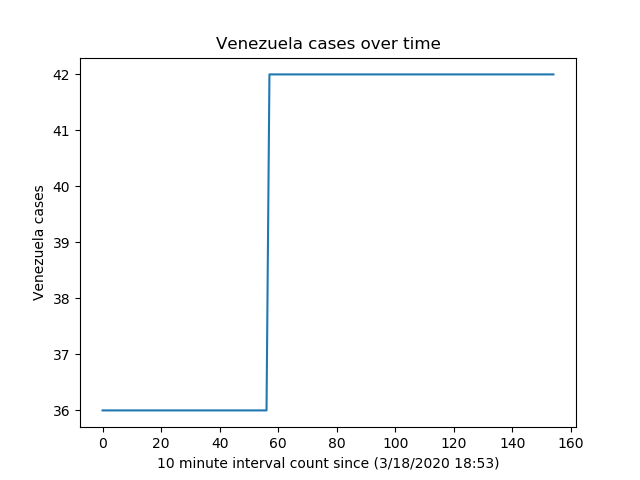 Venezuela cases over time
42
41
40
39
38
37
36
Venezuela cases
0 20 40 60 80 100 120 140 160
10 minute interval count since (3/18/2020 18:53)